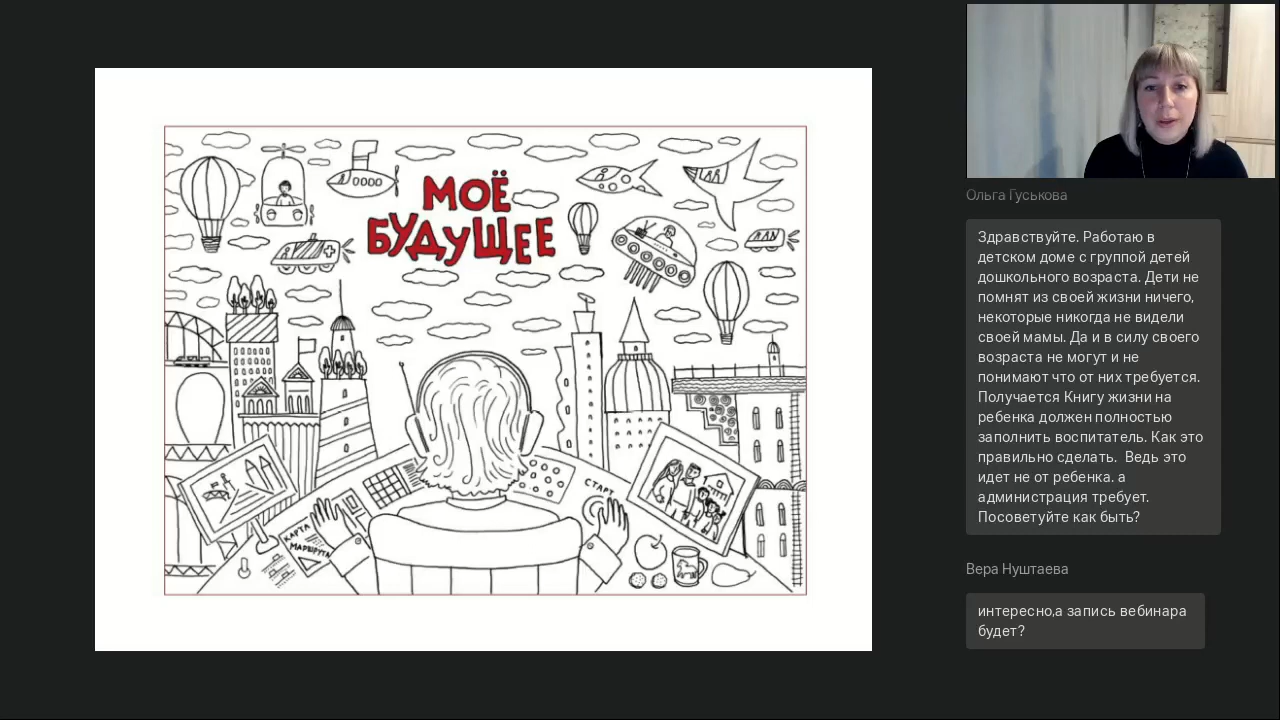 МОЁ
БУДУЩЕЕ
СТАРТ
КАРТА
МАРШРУТА
Ольга Гуськова
Здравствуйте. Работаю в
детском доме с группой детей
дошкольного возраста. Дети не
помнят из своей жизни ничего,
некоторые никогда не видели
своей мамы. Да и в силу своего
возраста не могут и не
понимают что от них требуется.
Получается Книгу жизни на
ребенка должен полностью
заполнить воспитатель. Как это
правильно сделать.  Ведь это
идет не от ребенка. а
администрация требует.
Посоветуйте как быть?
Вера Нуштаева
интересно,а запись вебинара
будет?